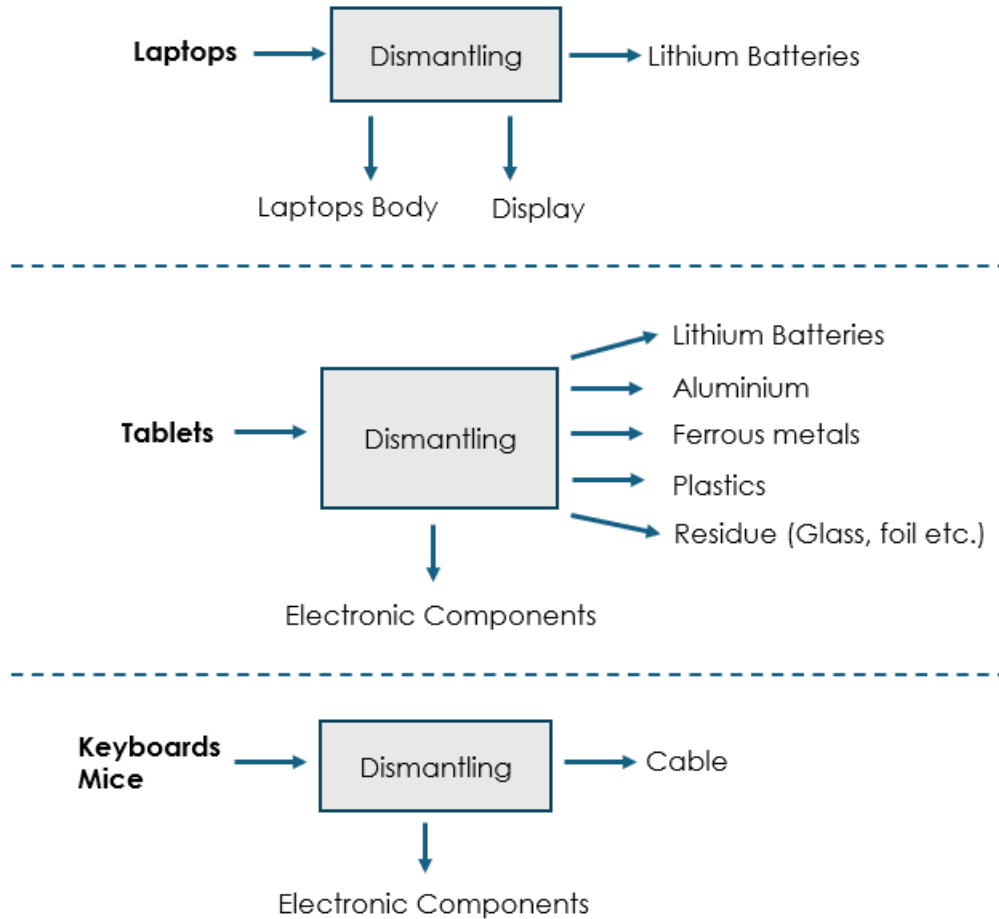 Laptops
Dismantling
Lithium Batteries
Laptops Body
Display
Lithium Batteries
Aluminium
Tablets
Dismantling
Ferrous metals
Plastics
Residue (Glass, foil etc.)
Electronic Components
Keyboards
Mice
Dismantling
Cable
Electronic Components